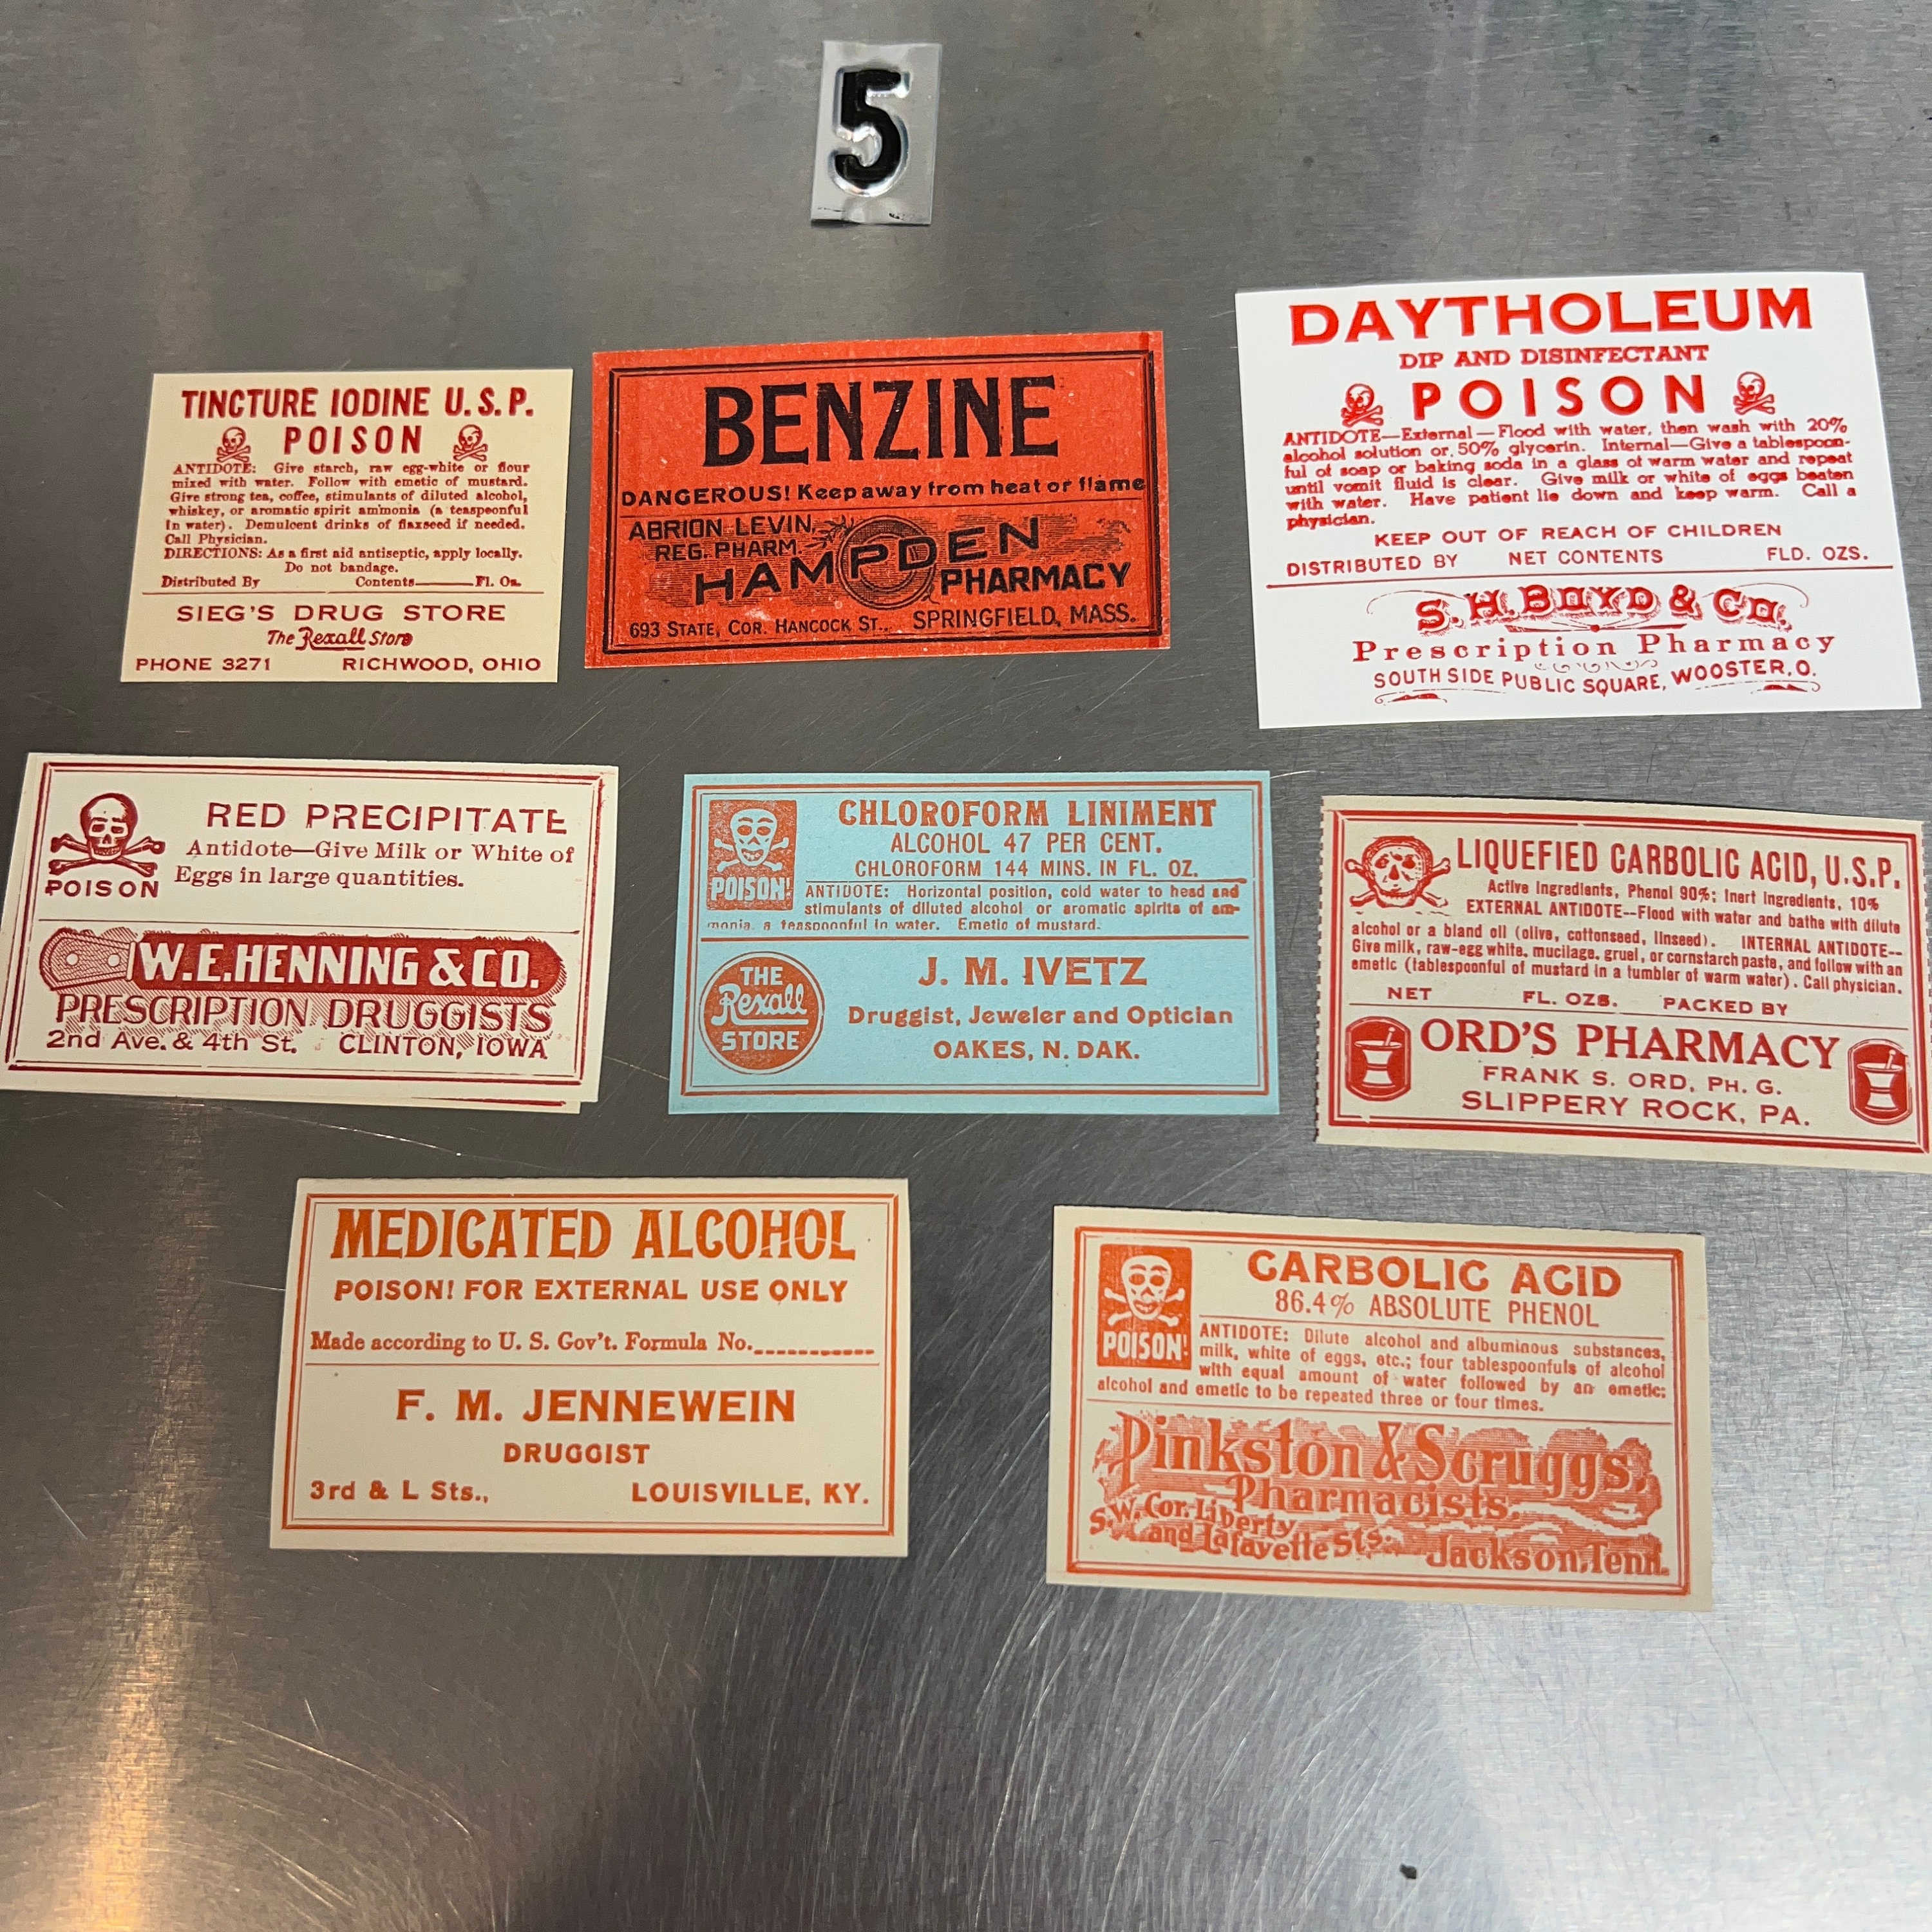 5
TINCTURE IODINE U.S.P.
POISON
ANTIDOTE: Give starch, raw egg-white or flour
mixed with water. Follow with emetic of mustard.
Give strong tea, coffee, stimulants of diluted alcohol,
whiskey, or aromatic spirit ammonia (a teaspoonful
in water). Demulcent drinks of flaxseed if needed.
Call Physician.
DIRECTIONS: As a first aid antiseptic, apply locally.
Do not bandage.
Distributed By Contents Fl. Oz.
SIEG'S DRUG STORE
The Rexall Store
PHONE 3271 RICHWOOD, OHIO
BENZINE
DANGEROUS! Keep away from heat or flame
ABRION LEVIN,
REG. PHARM.
HAMPDEN
PHARMACY
693 STATE, COR. HANCOCK ST., SPRINGFIELD, MASS.
DAYTHOLEUM
DIP AND DISINFECTANT
POISON
ANTIDOTE—External—Flood with water, then wash with 20%
alcohol solution or 50% glycerin. Internal—Give a tablespoon-
ful of soap or baking soda in a glass of warm water and repeat
until vomit fluid is clear. Give milk or white of eggs beaten
with water. Have patient lie down and keep warm. Call a
physician.
KEEP OUT OF REACH OF CHILDREN
DISTRIBUTED BY NET CONTENTS FLD. OZS.
S. H. BOYD & CO.
Prescription Pharmacy
SOUTH SIDE PUBLIC SQUARE, WOOSTER, O.
RED PRECIPITATE
Antidote—Give Milk or White of
Eggs in large quantities.
POISON
W. E. HENNING & CO.
PRESCRIPTION DRUGGISTS
2nd Ave. & 4th St. CLINTON, IOWA
CHLOROFORM LINIMENT
ALCOHOL 47 PER CENT.
CHLOROFORM 144 MINS. IN FL. OZ.
POISON!
ANTIDOTE: Horizontal position, cold water to head and
stimulants of diluted alcohol or aromatic spirits of am-
monia, a teaspoonful in water. Emetic of mustard.
THE
Rexall
STORE
J. M. IVETZ
Druggist, Jeweler and Optician
OAKES, N. DAK.
LIQUEFIED CARBOLIC ACID, U.S.P.
Active Ingredients, Phenol 90%; Inert Ingredients, 10%
EXTERNAL ANTIDOTE--Flood with water and bathe with dilute
alcohol or a bland oil (olive, cottonseed, linseed). INTERNAL ANTIDOTE--
Give milk, raw-egg white, mucilage, gruel, or cornstarch paste, and follow with an
emetic (tablespoonful of mustard in a tumbler of warm water). Call physician.
NET FL. OZS. PACKED BY
ORD'S PHARMACY
FRANK S. ORD, PH. G.
SLIPPERY ROCK, PA.
MEDICATED ALCOHOL
POISON! FOR EXTERNAL USE ONLY
Made according to U. S. Gov't. Formula No.
F. M. JENNEWEIN
DRUGGIST
3rd & L Sts., LOUISVILLE, KY.
CARBOLIC ACID
86.4% ABSOLUTE PHENOL
POISON!
ANTIDOTE: Dilute alcohol and albuminous substances,
milk, white of eggs, etc.; four tablespoonfuls of alcohol
with equal amount of water followed by an emetic;
alcohol and emetic to be repeated three or four times.
Pinkston & Scruggs,
Pharmacists.
S. W. Cor. Liberty
and Lafayette Sts. Jackson, Tenn.